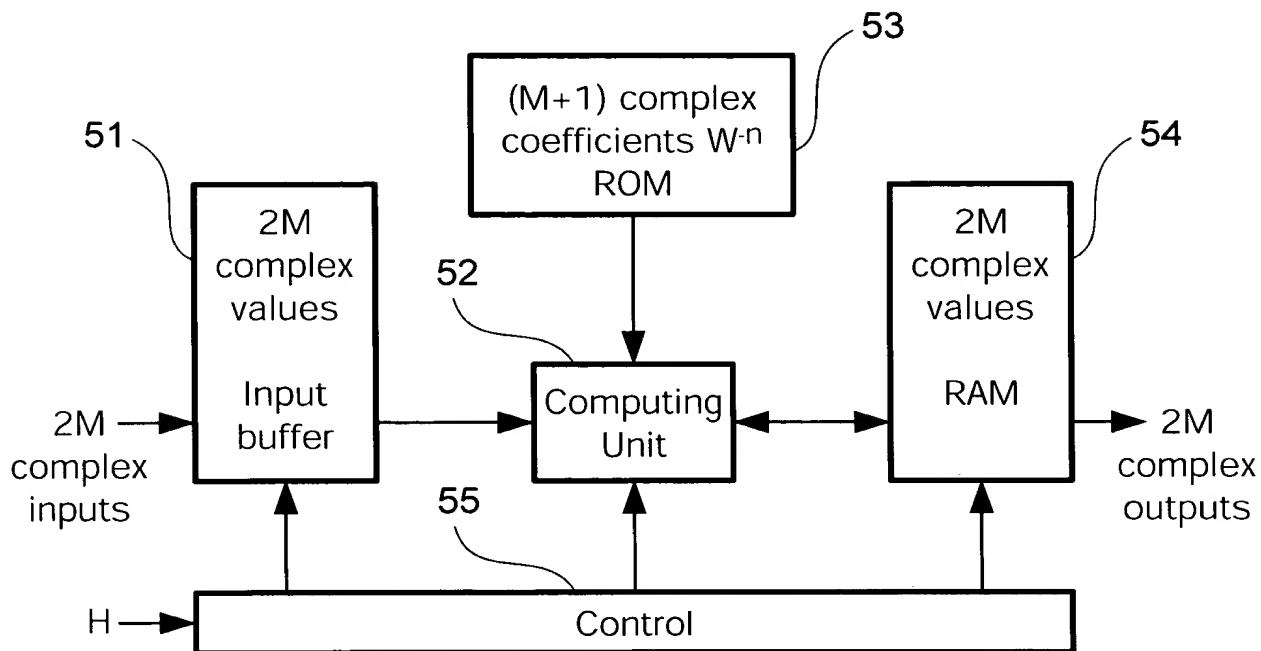 53
(M+1) complex
coefficients W-n
ROM
51
54
2M
complex
values
Input
buffer
52
2M
complex
values
RAM
Computing
Unit
2M
complex
inputs
2M
complex
outputs
55
H
Control